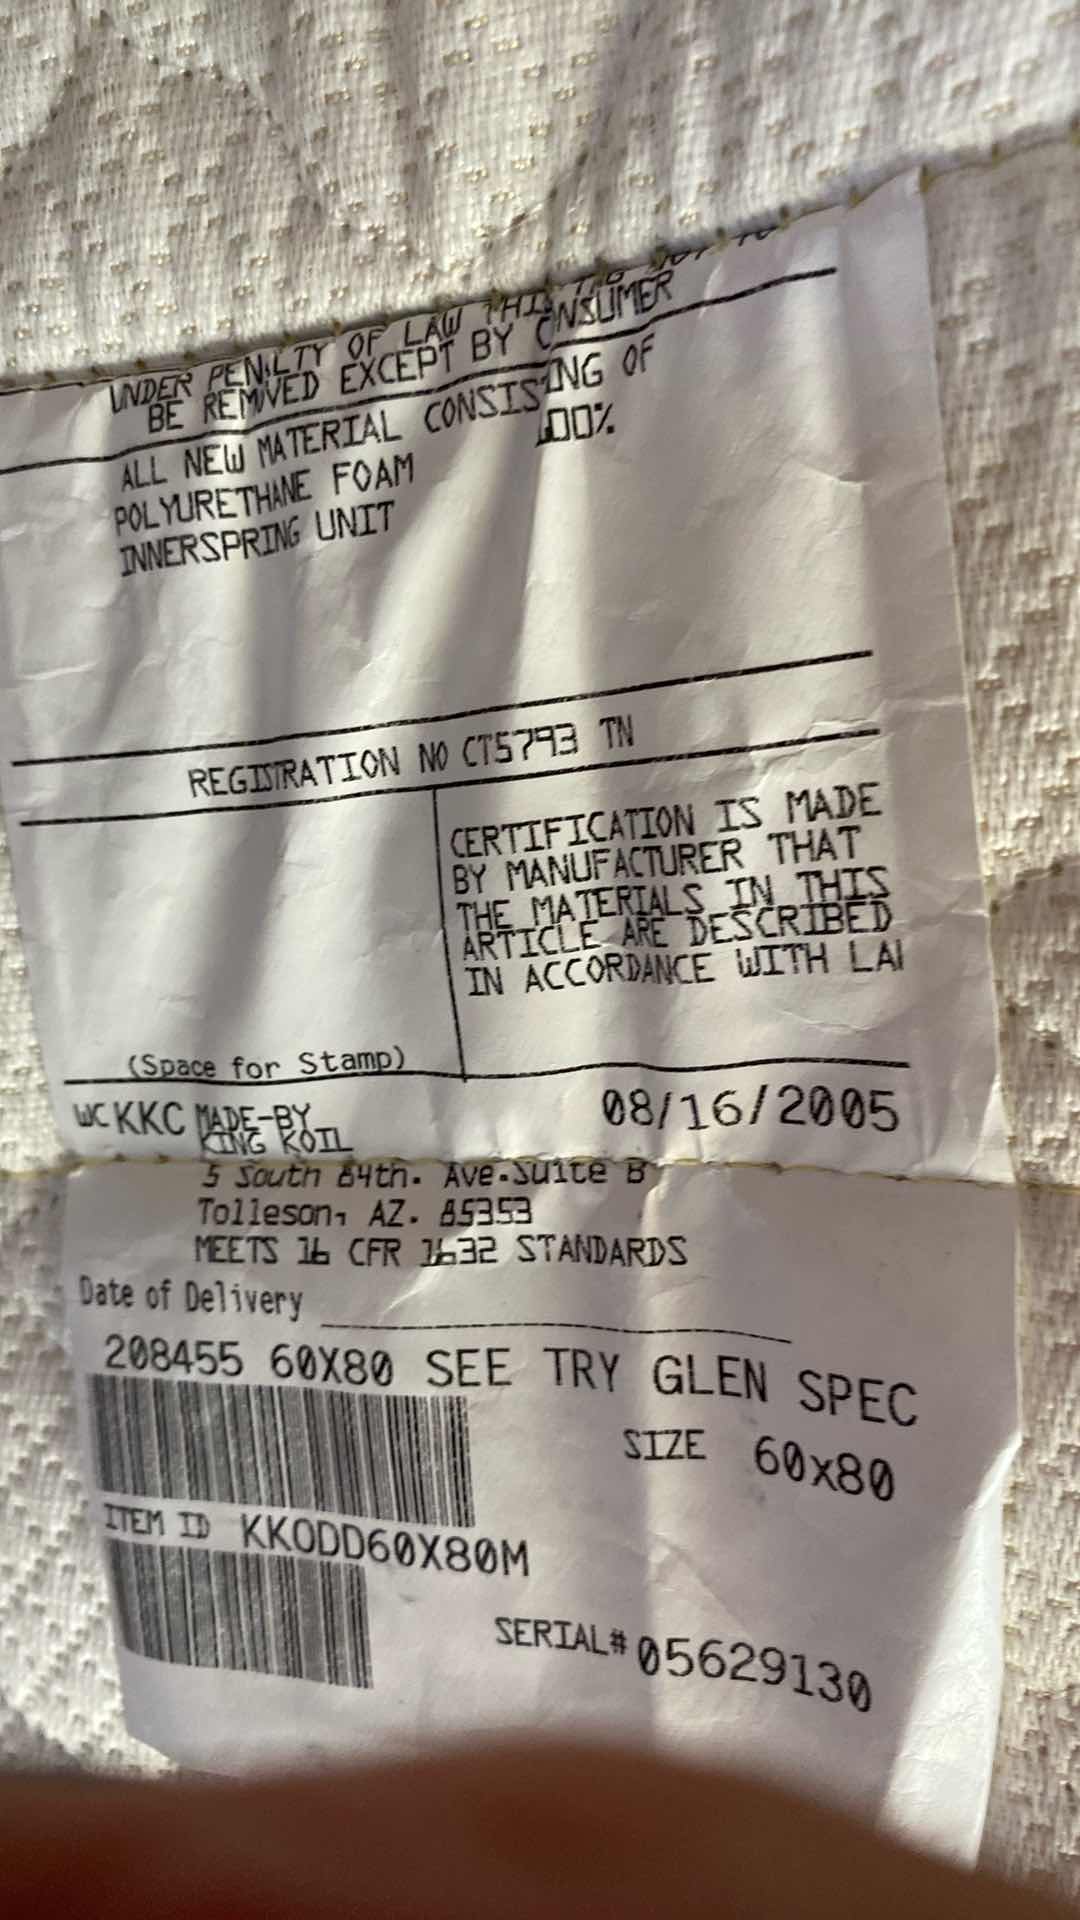 UNDER PENALTY OF LAW THIS TAG NOT TO
BE REMOVED EXCEPT BY CONSUMER
ALL NEW MATERIAL CONSISTING OF
POLYURETHANE FOAM 100%
INNERSPRING UNIT
REGISTRATION NO CT5793 TN
CERTIFICATION IS MADE
BY MANUFACTURER THAT
THE MATERIALS IN THIS
ARTICLE ARE DESCRIBED
IN ACCORDANCE WITH LAW
(Space for Stamp)
WC KKC MADE-BY 08/16/2005
KING KOIL
5 South 84th. Ave.Suite B
Tolleson, AZ. 85353
MEETS 16 CFR 1632 STANDARDS
Date of Delivery
208455 60X80 SEE TRY GLEN SPEC
SIZE 60x80
ITEM ID KKODD60X80M
SERIAL# 05629130